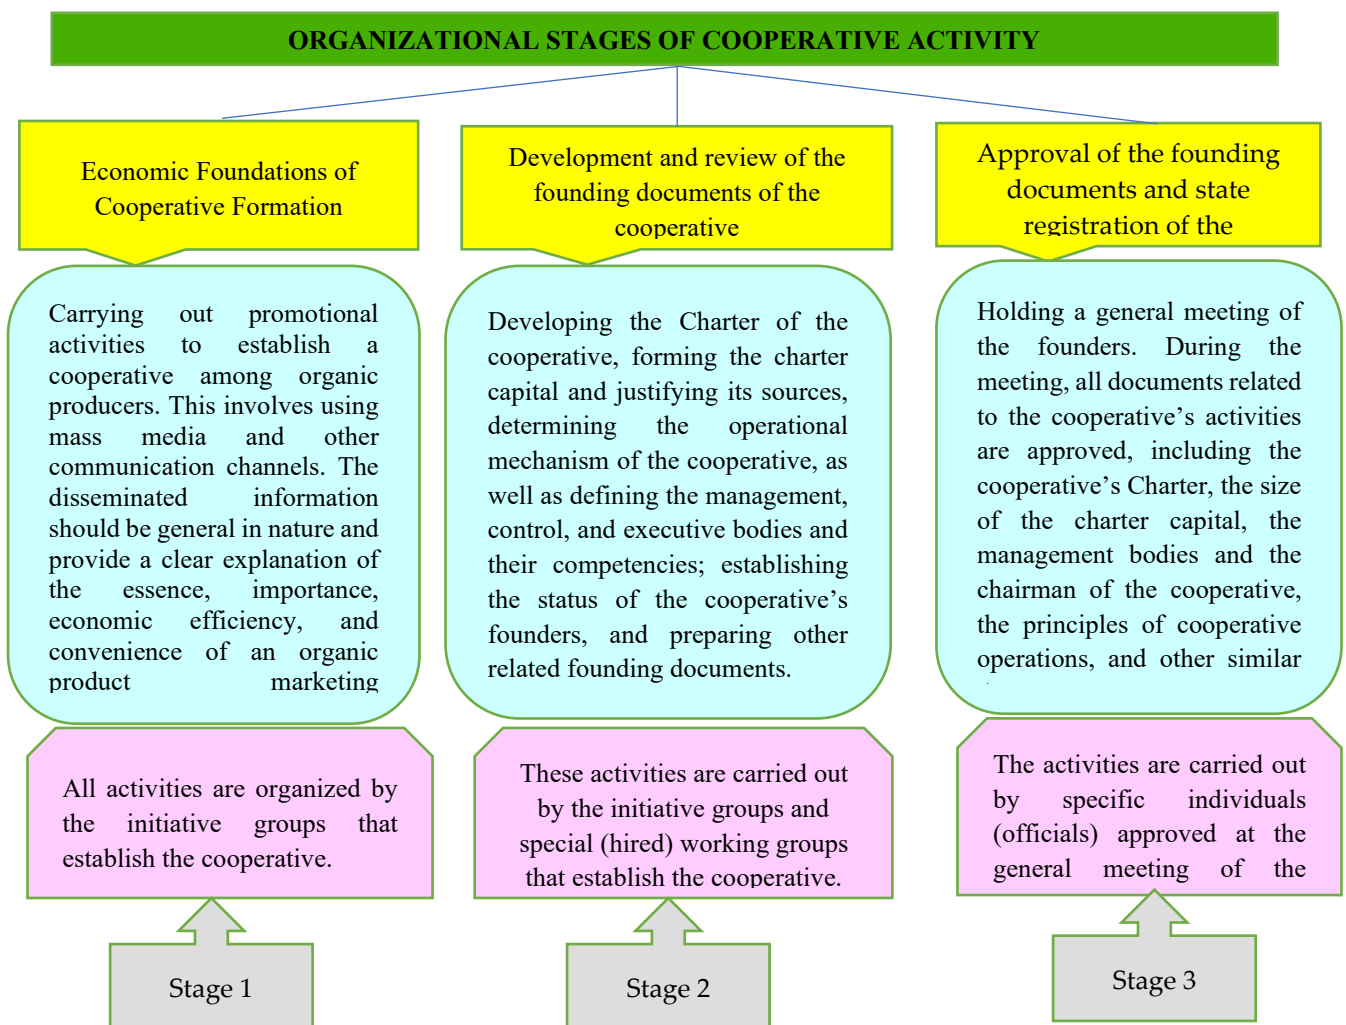 ORGANIZATIONAL STAGES OF COOPERATIVE ACTIVITY
Economic Foundations of
Cooperative Formation
Carrying out promotional
activities to establish a
cooperative among organic
producers. This involves using
mass media and other
communication channels. The
disseminated information
should be general in nature and
provide a clear explanation of
the essence, importance,
economic efficiency, and
convenience of an organic
product marketing
All activities are organized by
the initiative groups that
establish the cooperative.
Stage 1
Development and review of the
founding documents of the
cooperative
Developing the Charter of the
cooperative, forming the charter
capital and justifying its sources,
determining the operational
mechanism of the cooperative, as
well as defining the management,
control, and executive bodies and
their competencies; establishing
the status of the cooperative’s
founders, and preparing other
related founding documents.
These activities are carried out
by the initiative groups and
special (hired) working groups
that establish the cooperative.
Stage 2
Approval of the founding
documents and state
registration of the
Holding a general meeting of
the founders. During the
meeting, all documents related
to the cooperative’s activities
are approved, including the
cooperative’s Charter, the size
of the charter capital, the
management bodies and the
chairman of the cooperative,
the principles of cooperative
operations, and other similar
The activities are carried out
by specific individuals
(officials) approved at the
general meeting of the
Stage 3